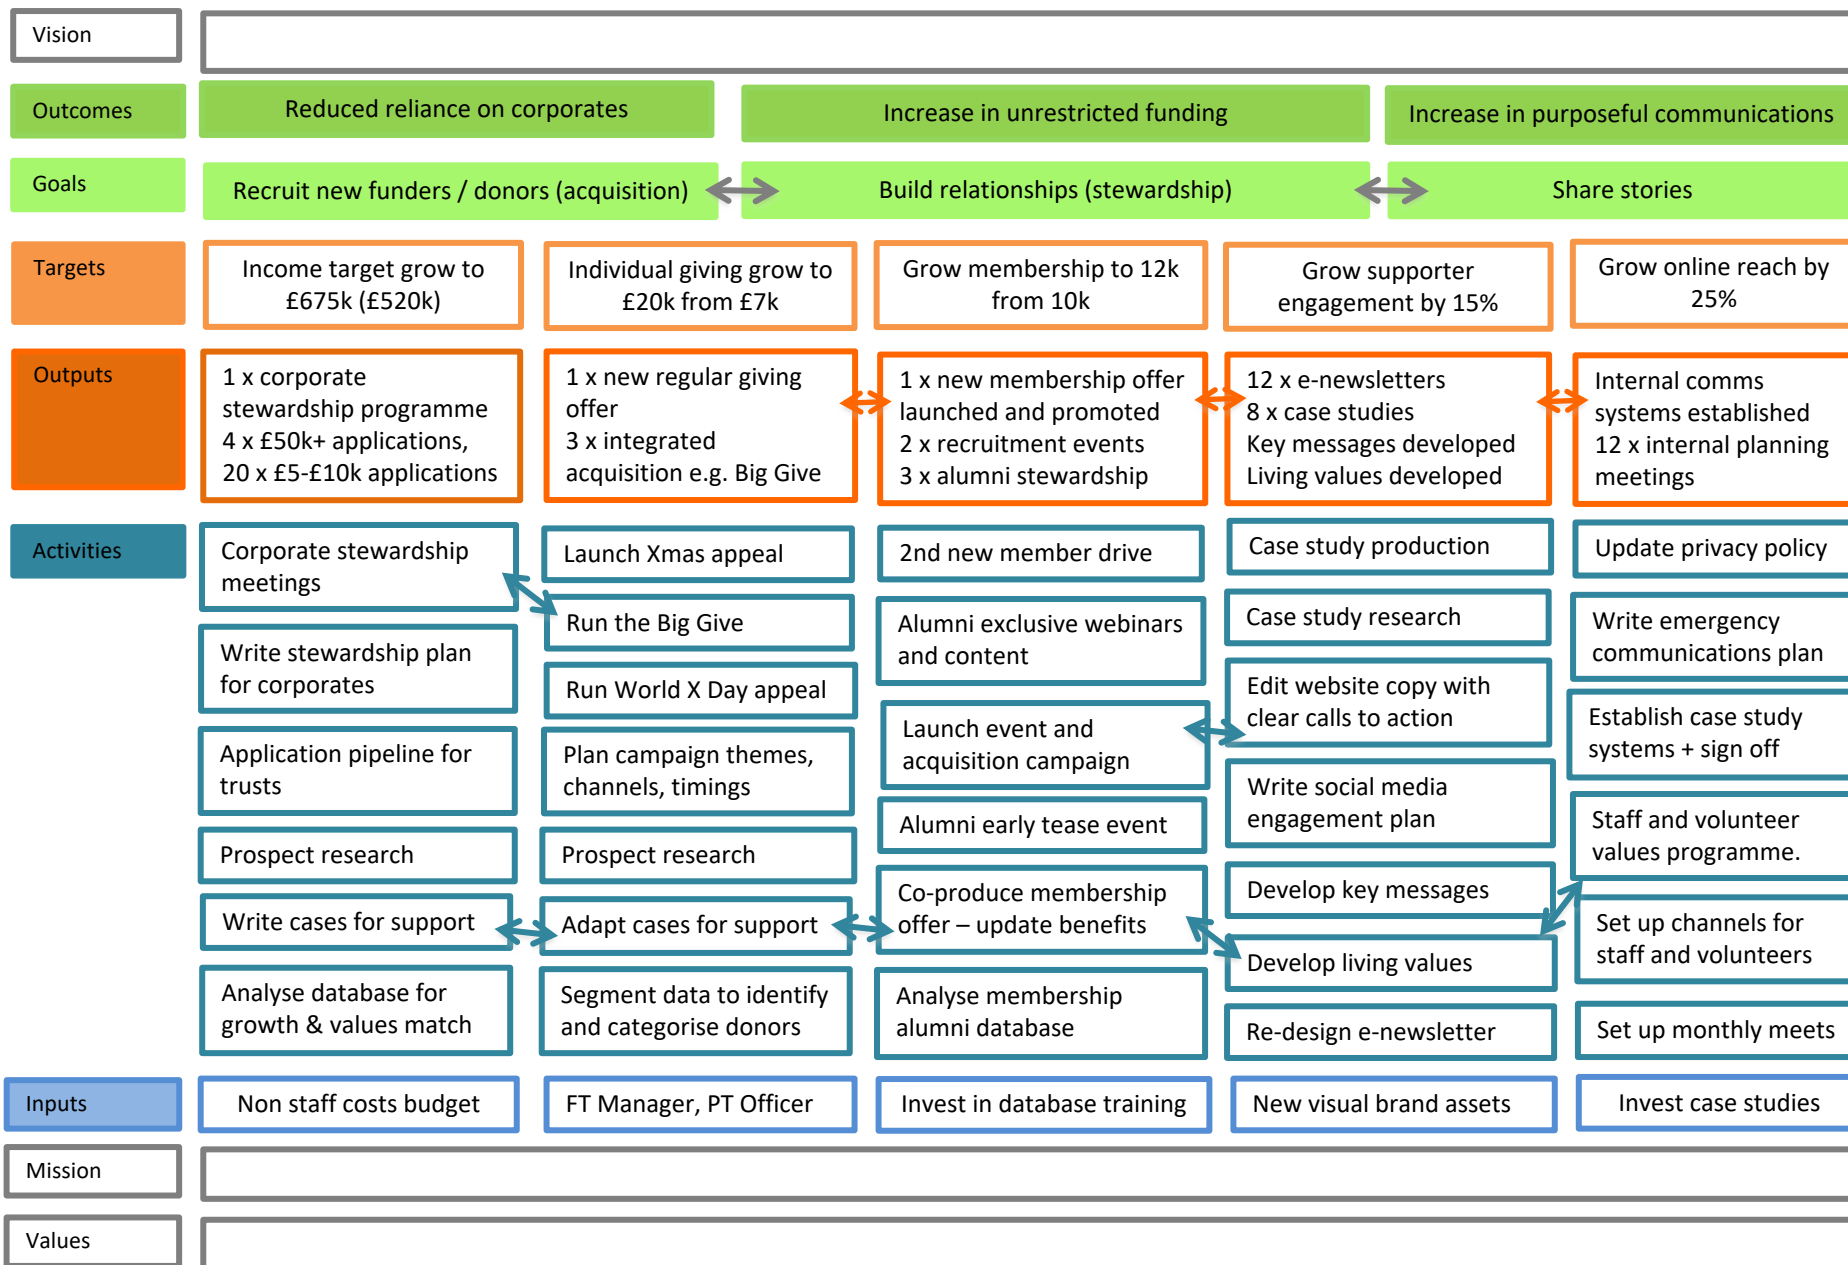 Vision
Outcomes
Reduced reliance on corporates
Increase in unrestricted funding
Increase in purposeful communications
Goals
Recruit new funders / donors (acquisition)
Build relationships (stewardship)
Share stories
Targets
Income target grow to
£675k (£520k)
Individual giving grow to
£20k from £7k
Grow membership to 12k
from 10k
Grow supporter
engagement by 15%
Grow online reach by
25%
Outputs
1 x corporate
stewardship programme
4 x £50k+ applications,
20 x £5-£10k applications
1 x new regular giving
offer
3 x integrated
acquisition e.g. Big Give
1 x new membership offer
launched and promoted
2 x recruitment events
3 x alumni stewardship
12 x e-newsletters
8 x case studies
Key messages developed
Living values developed
Internal comms
systems established
12 x internal planning
meetings
Activities
Corporate stewardship
meetings
Write stewardship plan
for corporates
Application pipeline for
trusts
Prospect research
Write cases for support
Analyse database for
growth & values match
Launch Xmas appeal
Run the Big Give
Run World X Day appeal
Plan campaign themes,
channels, timings
Prospect research
Adapt cases for support
Segment data to identify
and categorise donors
2nd new member drive
Alumni exclusive webinars
and content
Launch event and
acquisition campaign
Alumni early tease event
Co-produce membership
offer – update benefits
Analyse membership
alumni database
Case study production
Case study research
Edit website copy with
clear calls to action
Write social media
engagement plan
Develop key messages
Develop living values
Re-design e-newsletter
Update privacy policy
Write emergency
communications plan
Establish case study
systems + sign off
Staff and volunteer
values programme.
Set up channels for
staff and volunteers
Set up monthly meets
Inputs
Non staff costs budget
FT Manager, PT Officer
Invest in database training
New visual brand assets
Invest case studies
Mission
Values